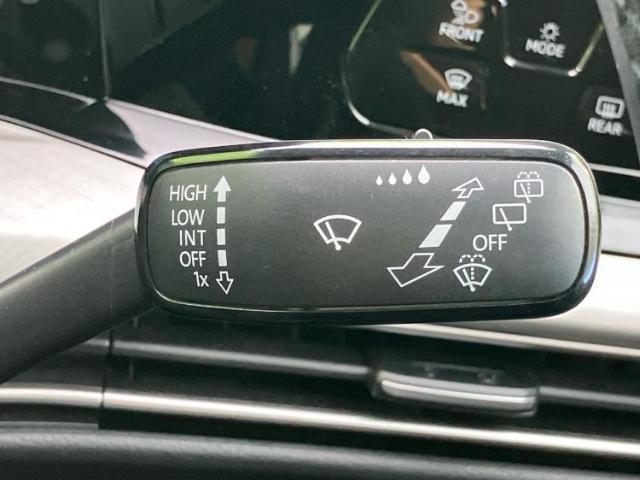 FRONT
MODE
MAX
REAR
HIGH
LOW
INT
OFF
1x
OFF